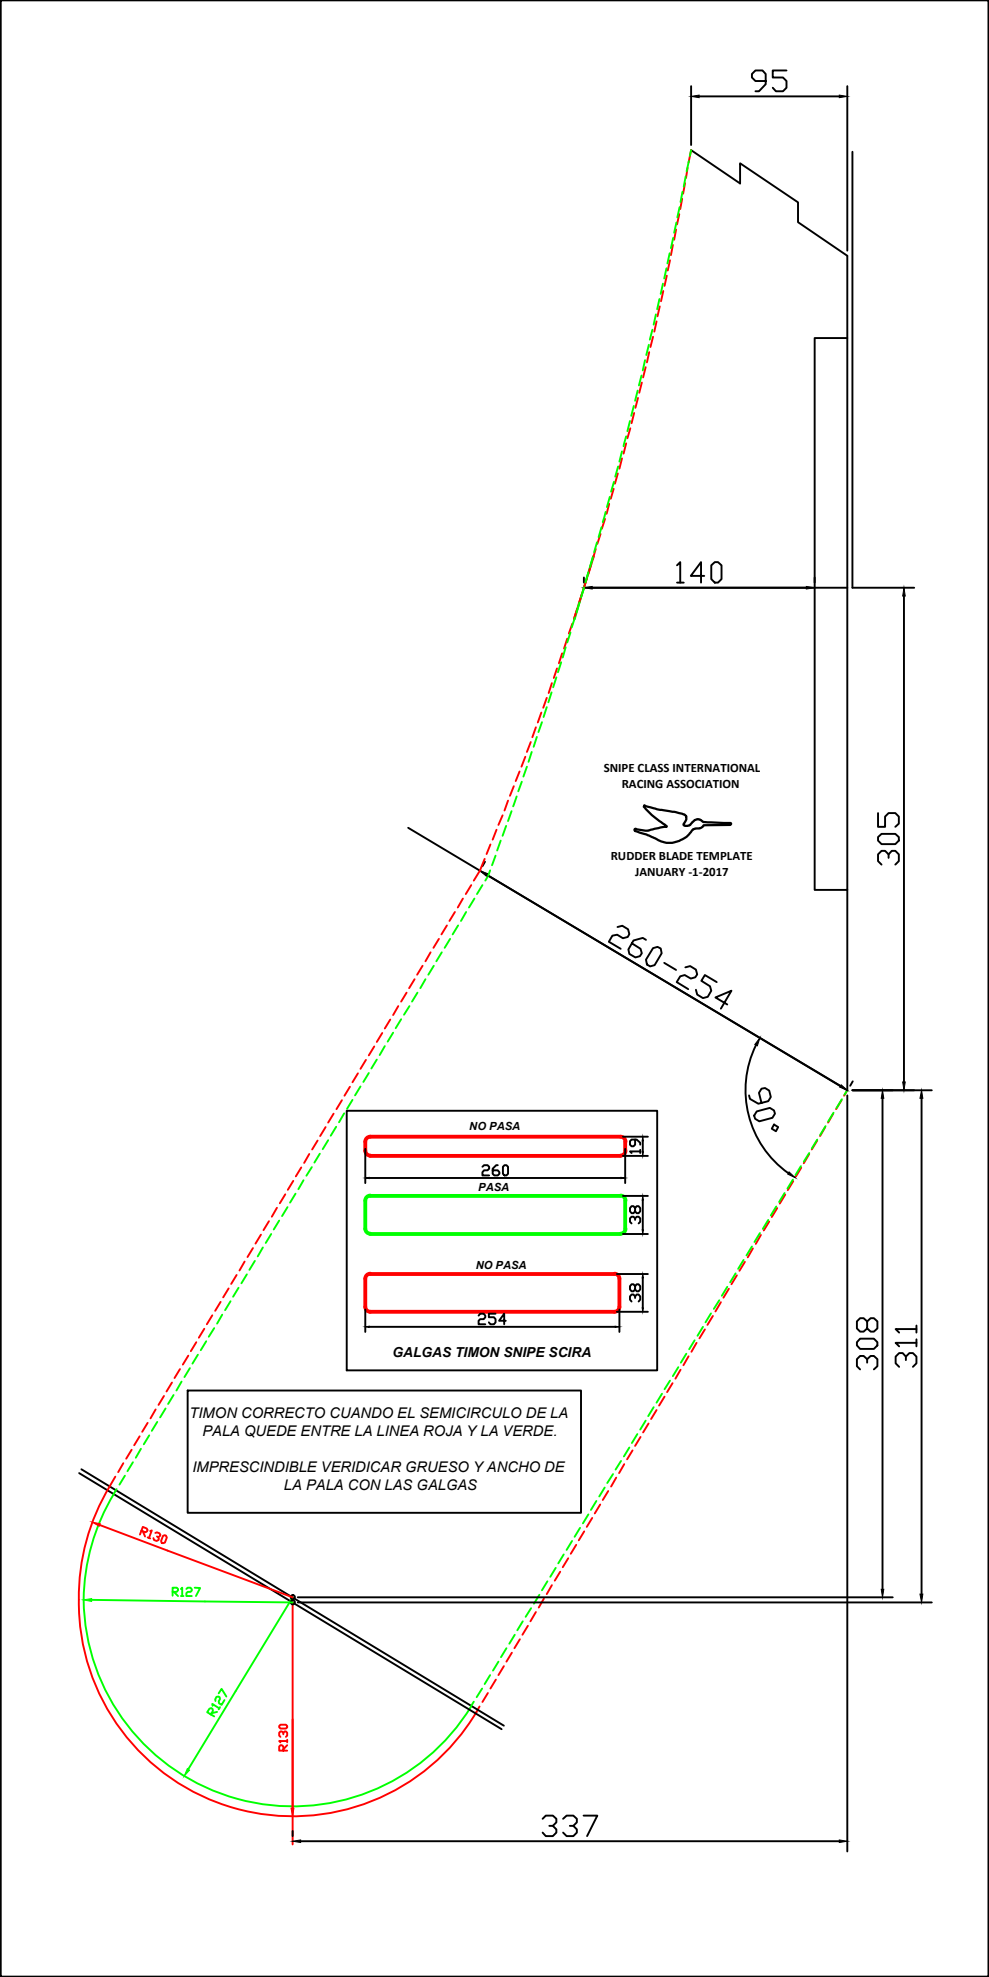 95
140
SNIPE CLASS INTERNATIONAL
RACING ASSOCIATION
RUDDER BLADE TEMPLATE
JANUARY -1-2017
305
260-254
90°
NO PASA
19
260
PASA
38
NO PASA
38
254
GALGAS TIMON SNIPE SCIRA
308
311
TIMON CORRECTO CUANDO EL SEMICIRCULO DE LA
PALA QUEDE ENTRE LA LINEA ROJA Y LA VERDE.
IMPRESCINDIBLE VERIDICAR GRUESO Y ANCHO DE
LA PALA CON LAS GALGAS
R130
R127
R127
R130
337